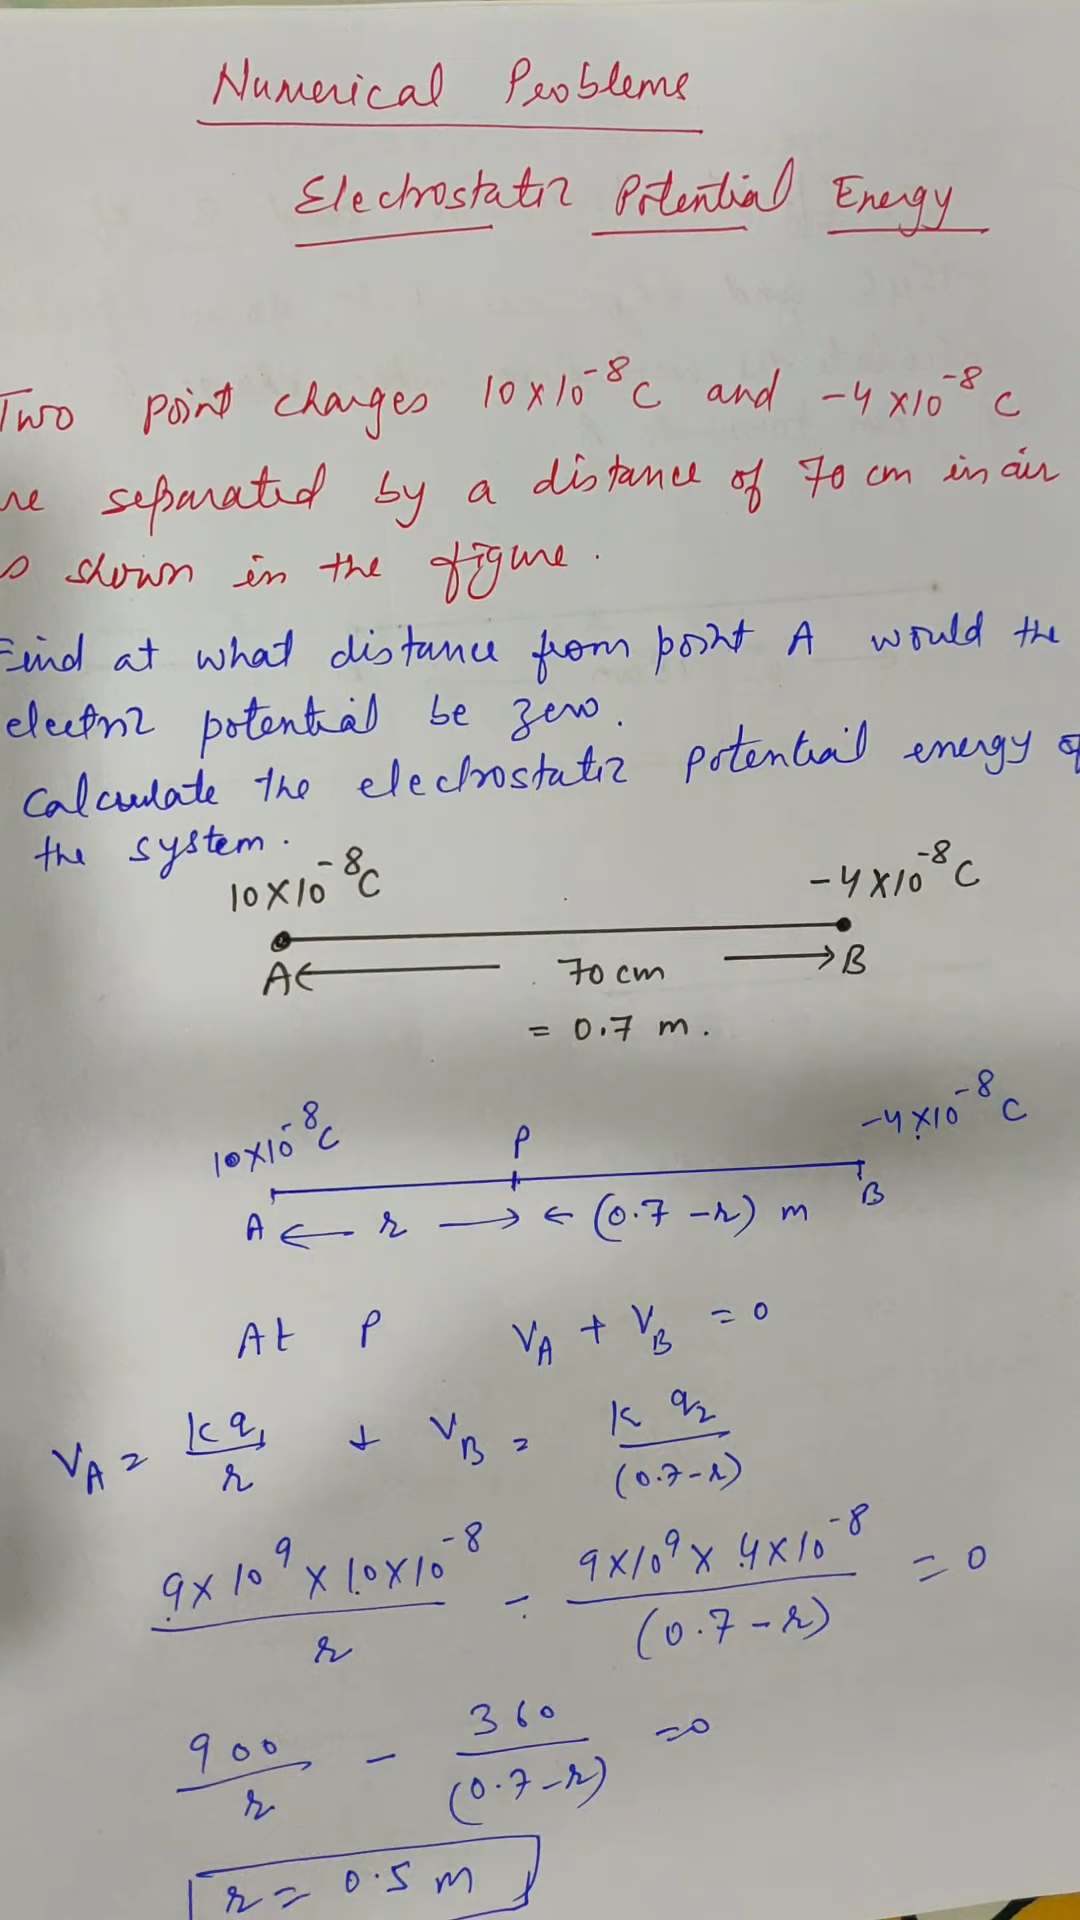 Numerical Problems
Electrostatic Potential Energy
Two point charges 10×10⁻⁸C and -4×10⁻⁸ C
re separated by a distance of 70 cm in air
s shown in the figure.
Find at what distance from point A would the
electric potential be zero.
Calculate the electrostatic potential energy of
the system.
10×10⁻⁸C -4×10⁻⁸C
A← 70 cm →B
= 0.7 m.
10×10⁻⁸C P -4×10⁻⁸C
A ← r → ← (0.7-r) m B
At P V_A + V_B = 0
V_A = kq₁/r + V_B = k q₂/(0.7-r)
9×10⁹×10×10⁻⁸/r - 9×10⁹×4×10⁻⁸/(0.7-r) = 0
900/r - 360/(0.7-r) = 0
r = 0.5 m